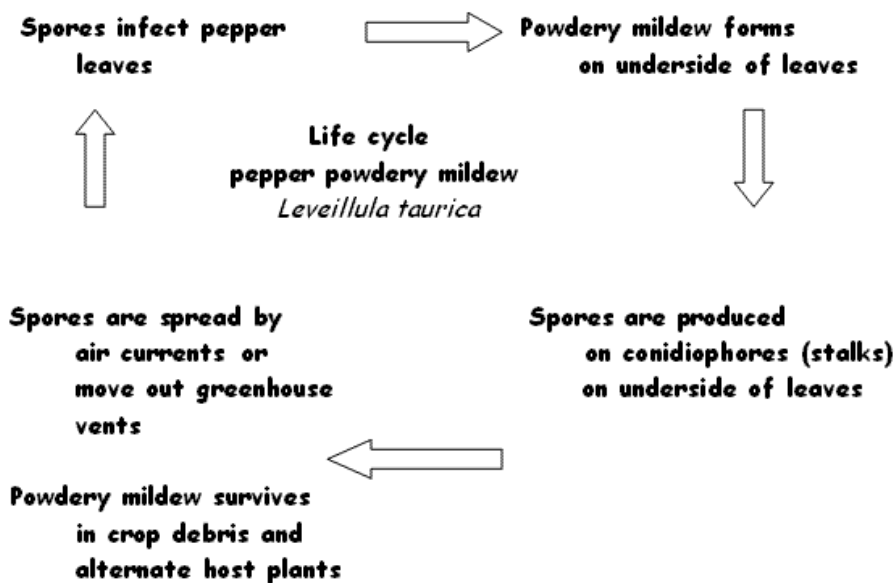 Spores infect pepper
leaves
Powdery mildew forms
on underside of leaves
Life cycle
pepper powdery mildew
Leveillula taurica
Spores are spread by
air currents or
move out greenhouse
vents
Powdery mildew survives
in crop debris and
alternate host plants
Spores are produced
on conidiophores (stalks)
on underside of leaves